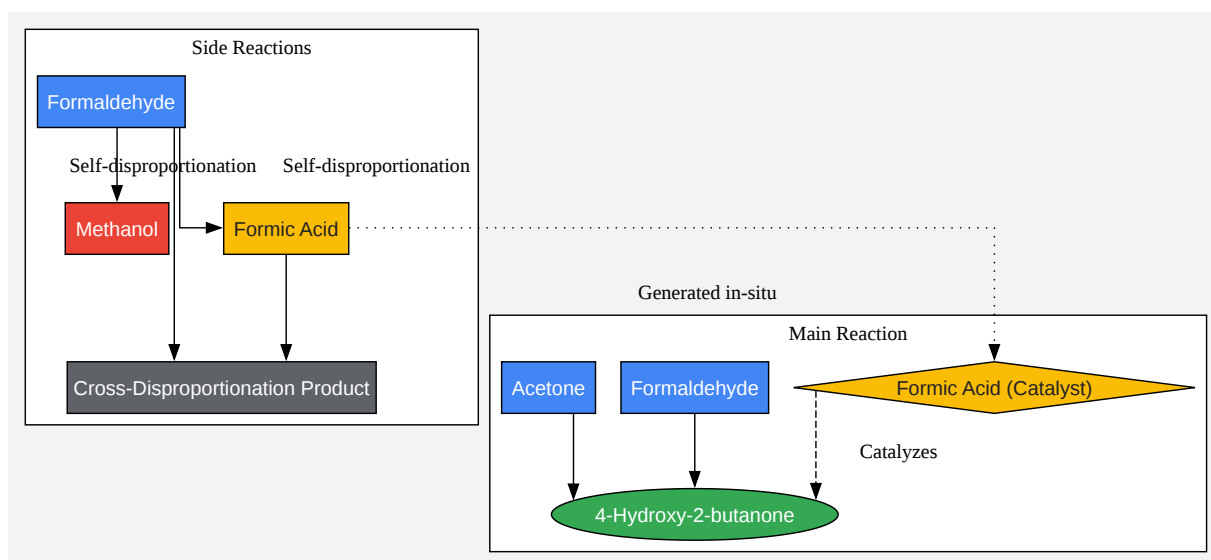 Side Reactions
Formaldehyde
Self-disproportionation
Self-disproportionation
Methanol
Formic Acid
Cross-Disproportionation Product
Generated in-situ
Main Reaction
Acetone
Formaldehyde
Formic Acid (Catalyst)
Catalyzes
4-Hydroxy-2-butanone